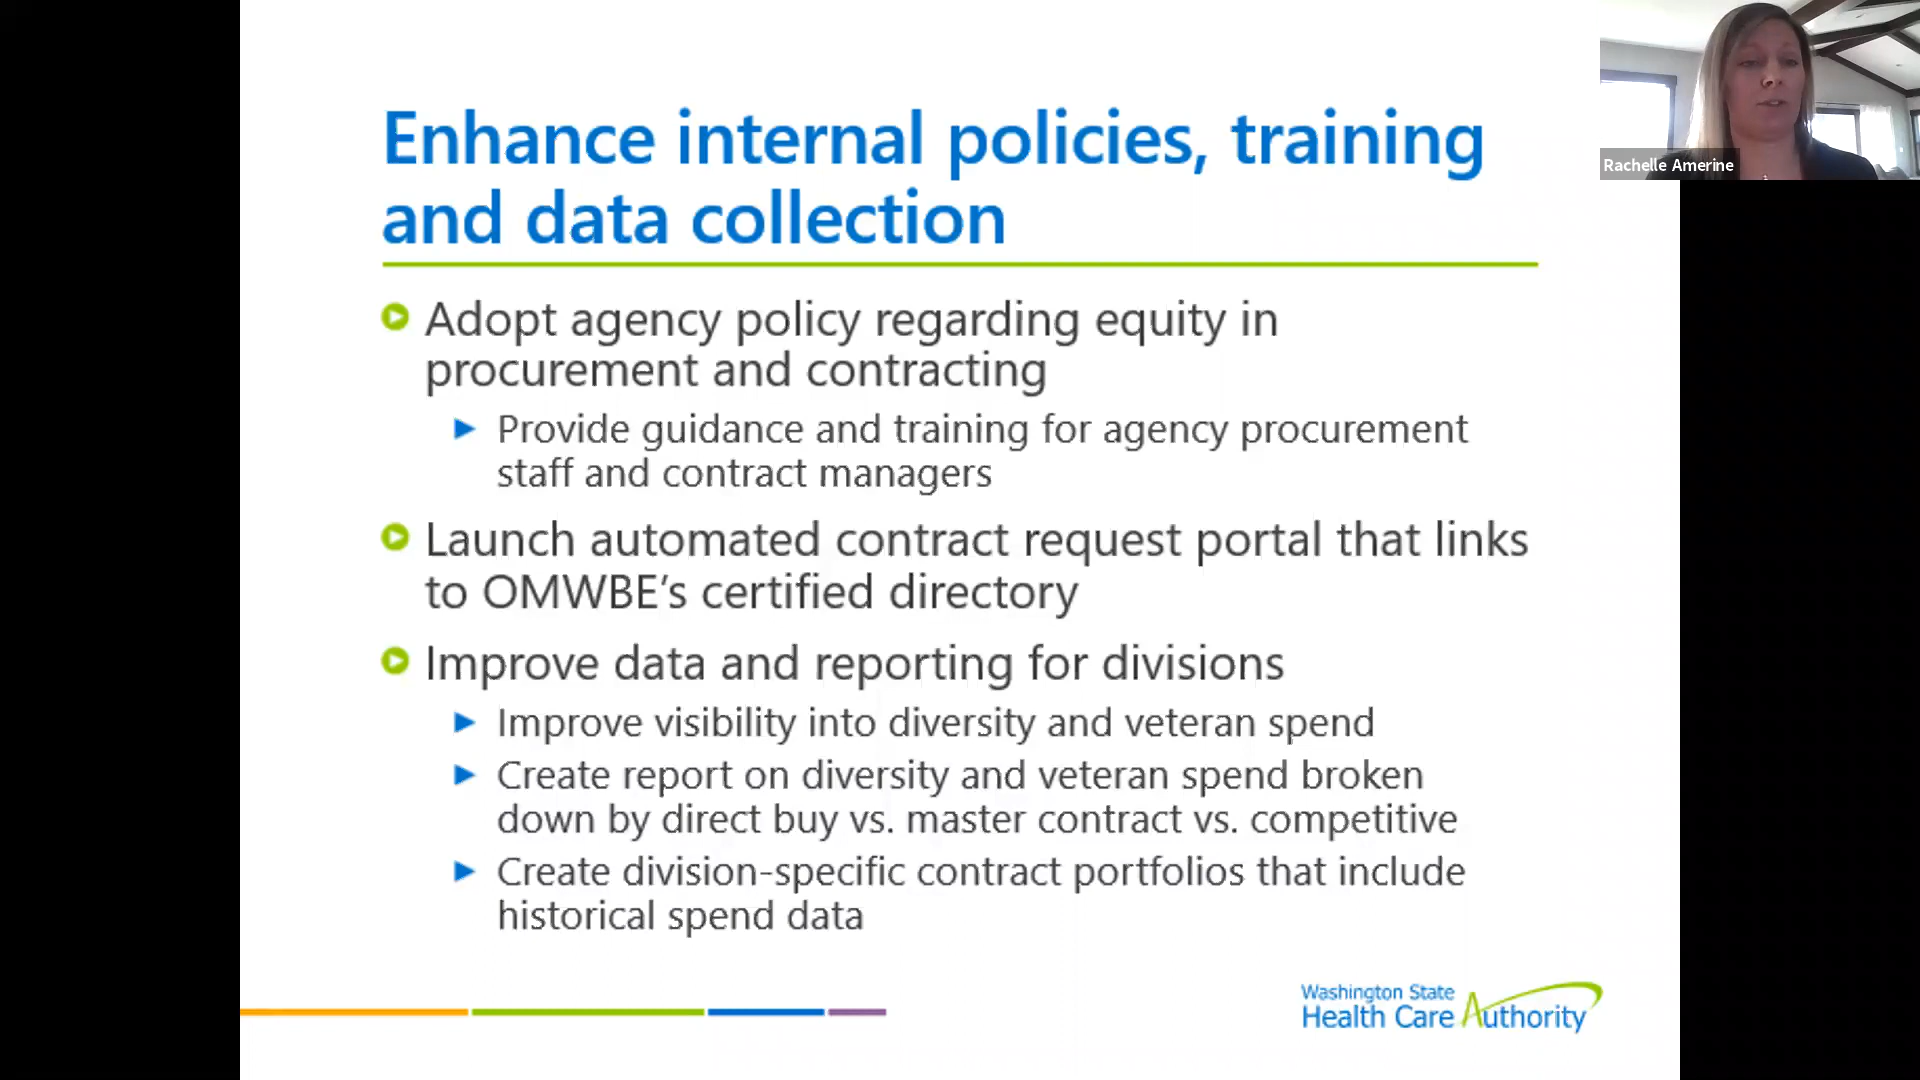 Enhance internal policies, training
and data collection
Adopt agency policy regarding equity in
procurement and contracting
Provide guidance and training for agency procurement
staff and contract managers
Launch automated contract request portal that links
to OMWBE's certified directory
Improve data and reporting for divisions
Improve visibility into diversity and veteran spend
Create report on diversity and veteran spend broken
down by direct buy vs. master contract vs. competitive
Create division-specific contract portfolios that include
historical spend data
Washington State
Health Care Authority
Rachelle Amerine